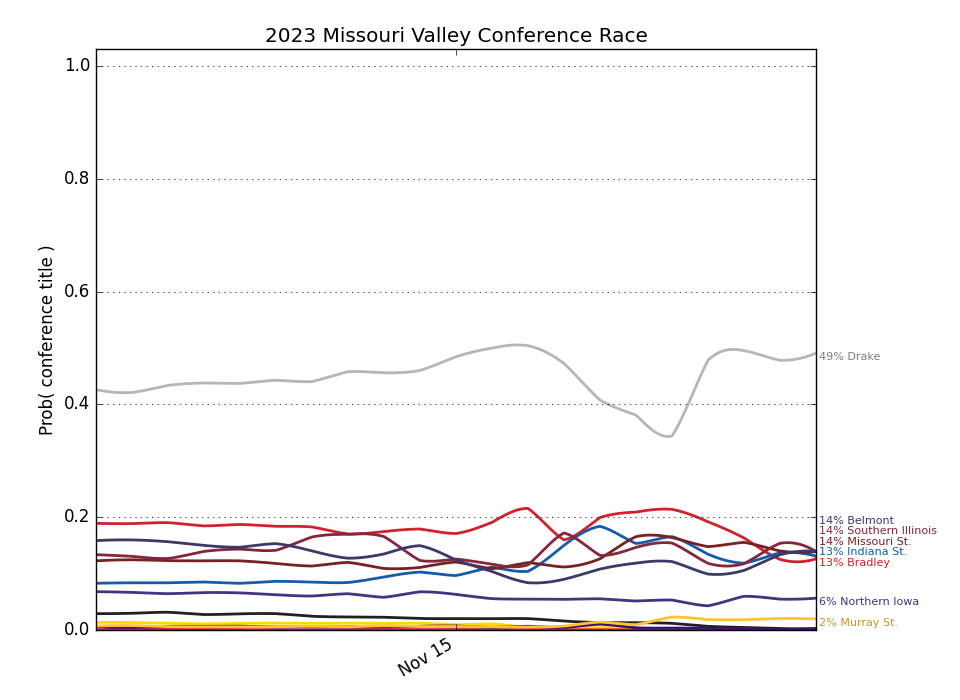 2023 Missouri Valley Conference Race
Prob( conference title )
1.0
0.8
0.6
0.4
0.2
0.0
Nov 15
49% Drake
14% Belmont
14% Southern Illinois
14% Missouri St.
13% Indiana St.
13% Bradley
6% Northern Iowa
2% Murray St.